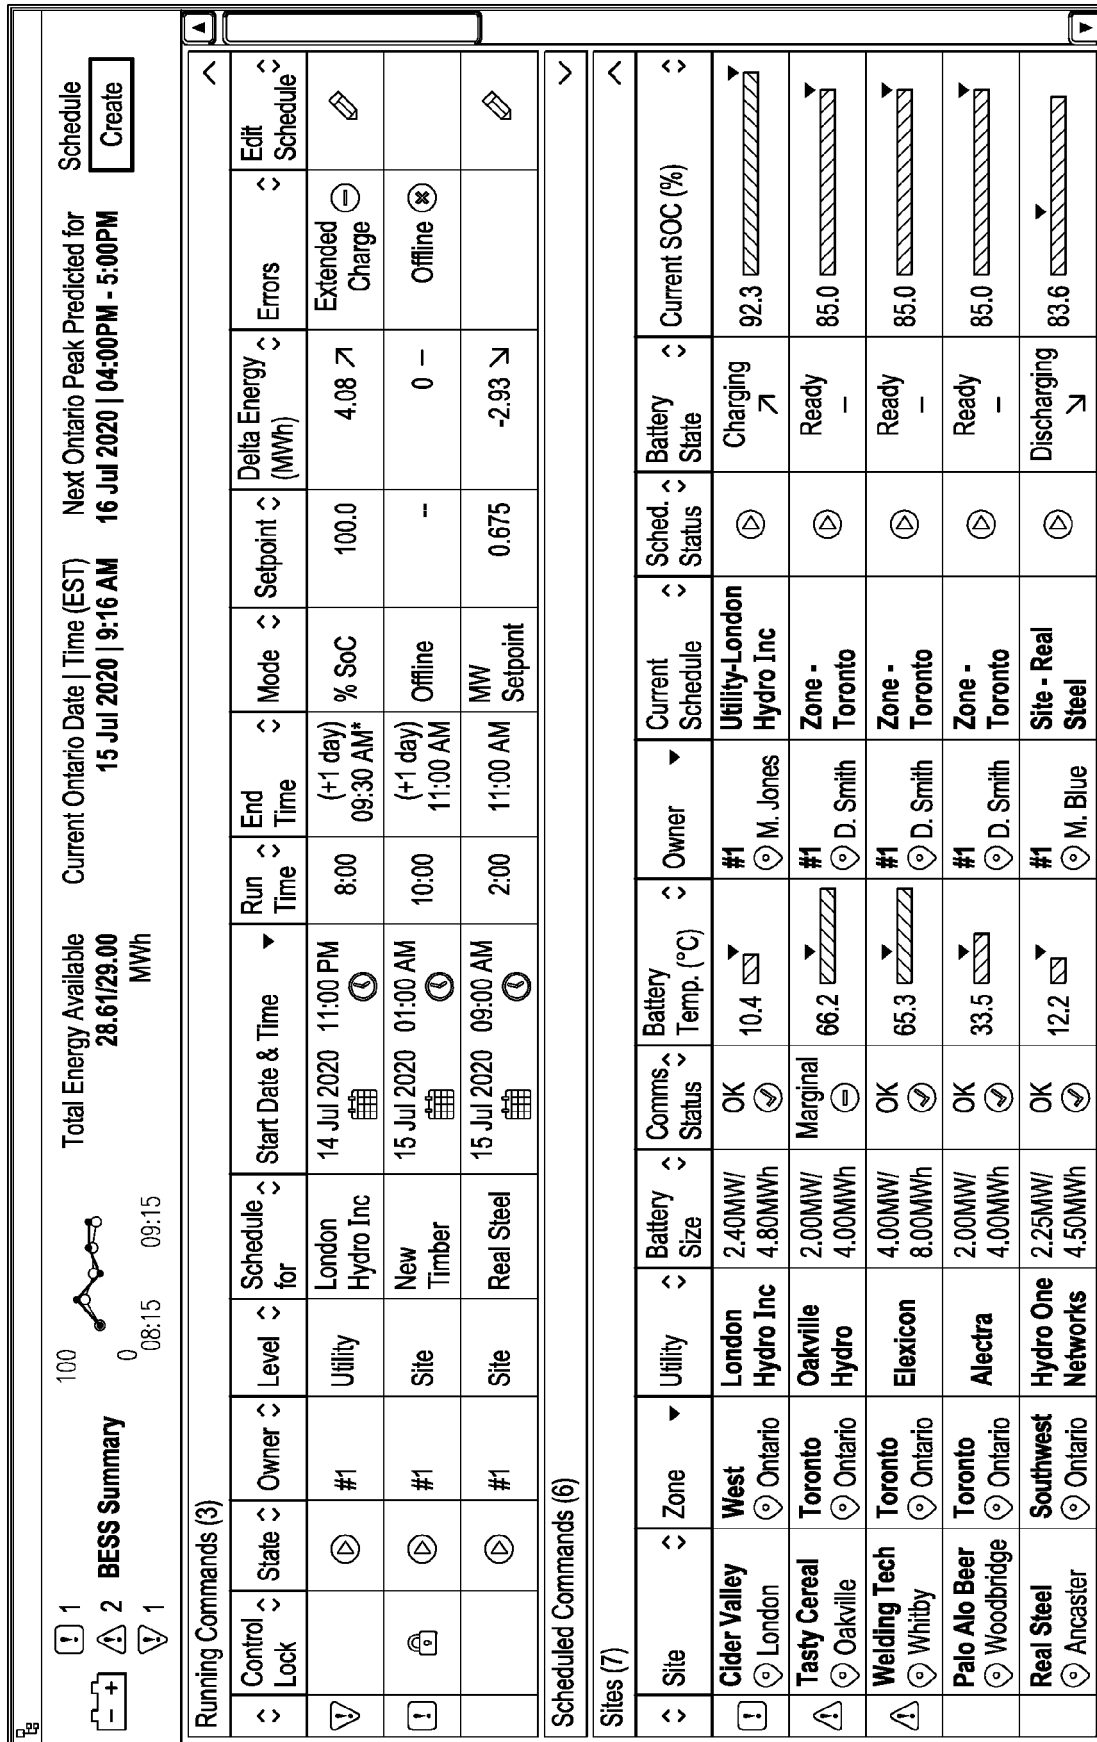 ! 1
! 2
! 1
BESS Summary
100
0
08:15 09:15
Total Energy Available
28.61/29.00
MWh
Current Ontario Date | Time (EST)
15 Jul 2020 | 9:16 AM
Next Ontario Peak Predicted for
16 Jul 2020 | 04:00PM - 5:00PM
Schedule
Create
Running Commands (3)
Control Lock State Owner Level Schedule for Start Date & Time Run Time End Time Mode Setpoint Delta Energy (MWh) Errors Edit Schedule
! #1 Utility London Hydro Inc 14 Jul 2020 11:00 PM 8:00 (+1 day) 09:30 AM* % SoC 100.0 4.08 Extended Charge
! #1 Site New Timber 15 Jul 2020 01:00 AM 10:00 (+1 day) 11:00 AM Offline -- 0 – Offline
#1 Site Real Steel 15 Jul 2020 09:00 AM 2:00 11:00 AM MW Setpoint 0.675 -2.93
Scheduled Commands (6)
Sites (7)
Site Zone Utility Battery Size Comms. Status Battery Temp. (°C) Owner Current Schedule Sched. Status Battery State Current SOC (%)
! Cider Valley London West Ontario London Hydro Inc 2.40MW/ 4.80MWh OK 10.4 #1 M. Jones Utility-London Hydro Inc Charging 92.3
! Tasty Cereal Oakville Toronto Ontario Oakville Hydro 2.00MW/ 4.00MWh Marginal 66.2 #1 D. Smith Zone - Toronto Ready – 85.0
! Welding Tech Whitby Toronto Ontario Elexicon 4.00MW/ 8.00MWh OK 65.3 #1 D. Smith Zone - Toronto Ready – 85.0
Palo Alo Beer Woodbridge Toronto Ontario Alectra 2.00MW/ 4.00MWh OK 33.5 #1 D. Smith Zone - Toronto Ready – 85.0
Real Steel Ancaster Southwest Ontario Hydro One Networks 2.25MW/ 4.50MWh OK 12.2 #1 M. Blue Site - Real Steel Discharging 83.6